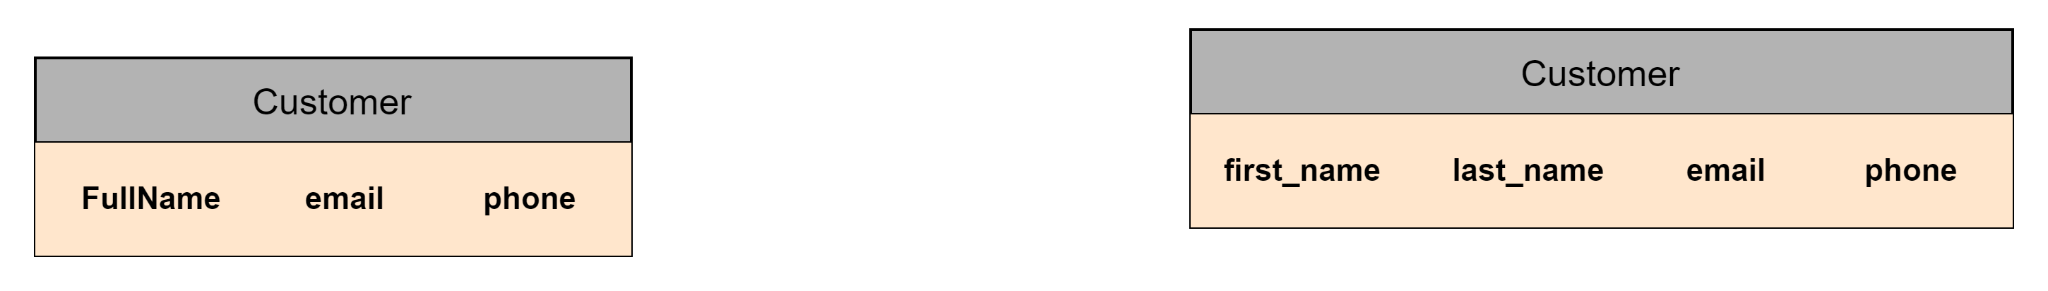 Customer
FullName email phone
Customer
first_name last_name email phone